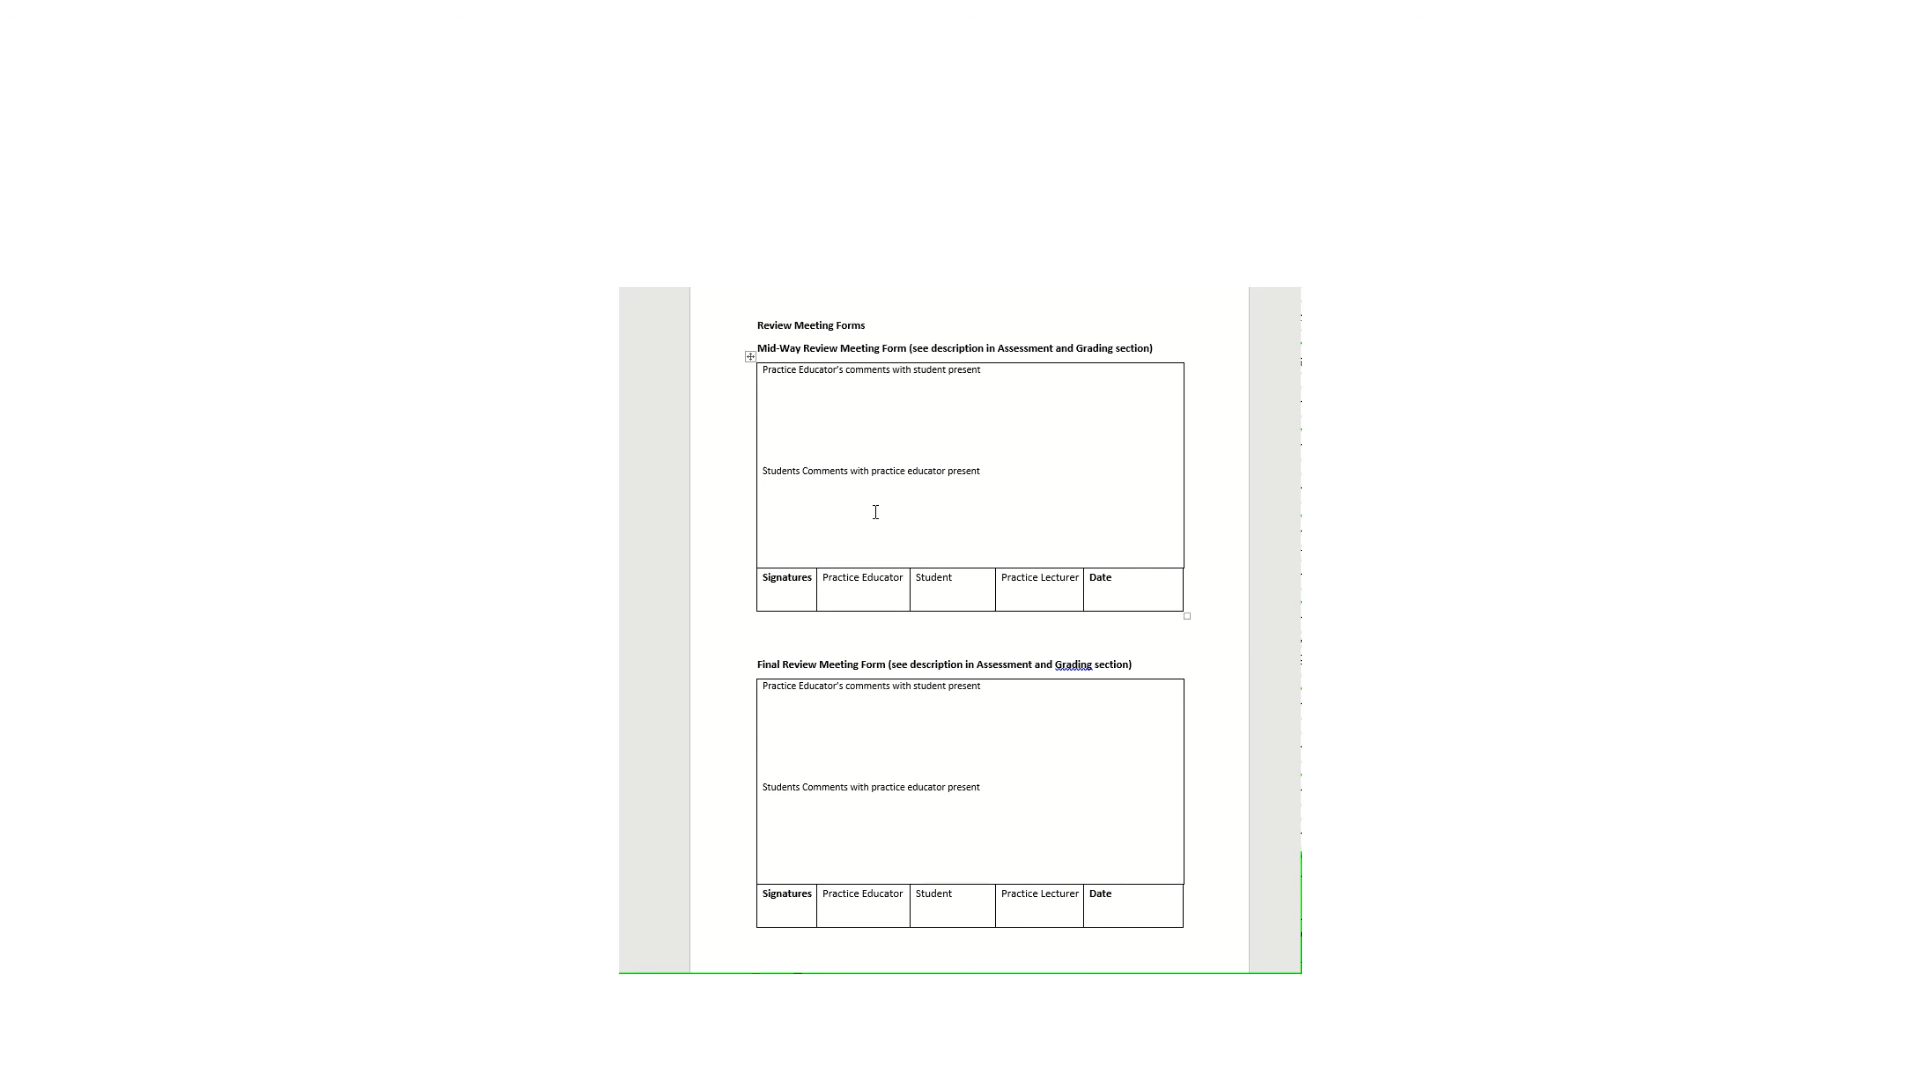 Review Meeting Forms
Mid-Way Review Meeting Form (see description in Assessment and Grading section)
Practice Educator's comments with student present
Students Comments with practice educator present
Signatures Practice Educator Student Practice Lecturer Date
Final Review Meeting Form (see description in Assessment and Grading section)
Practice Educator's comments with student present
Students Comments with practice educator present
Signatures Practice Educator Student Practice Lecturer Date